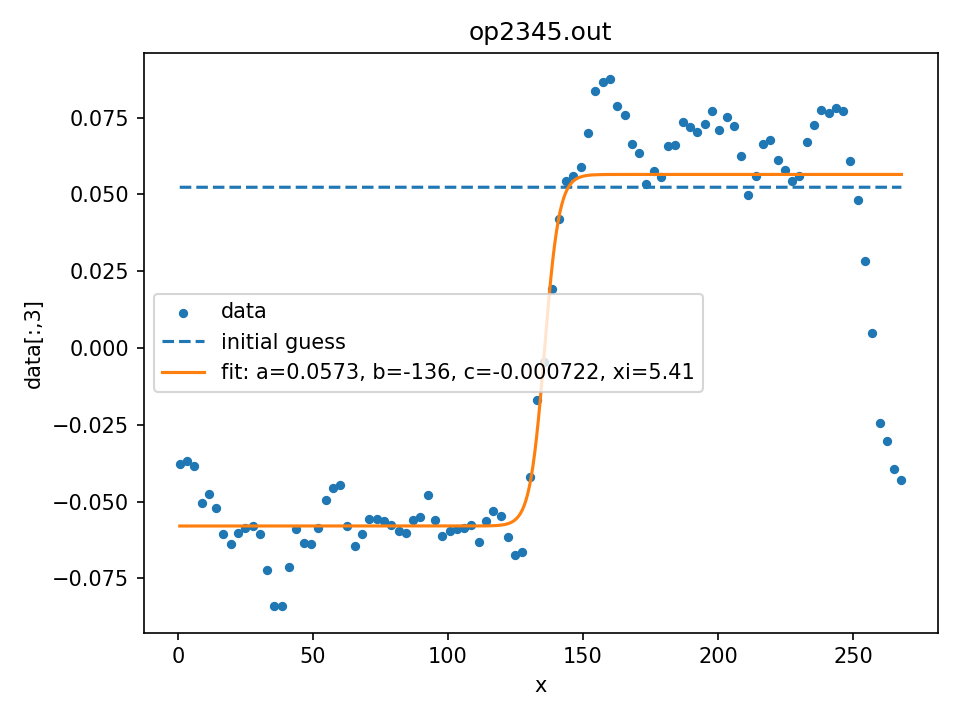 op2345.out
0.075
0.050
0.025
0.000
−0.025
−0.050
−0.075
data[:,3]
data
initial guess
fit: a=0.0573, b=-136, c=-0.000722, xi=5.41
0 50 100 150 200 250
x